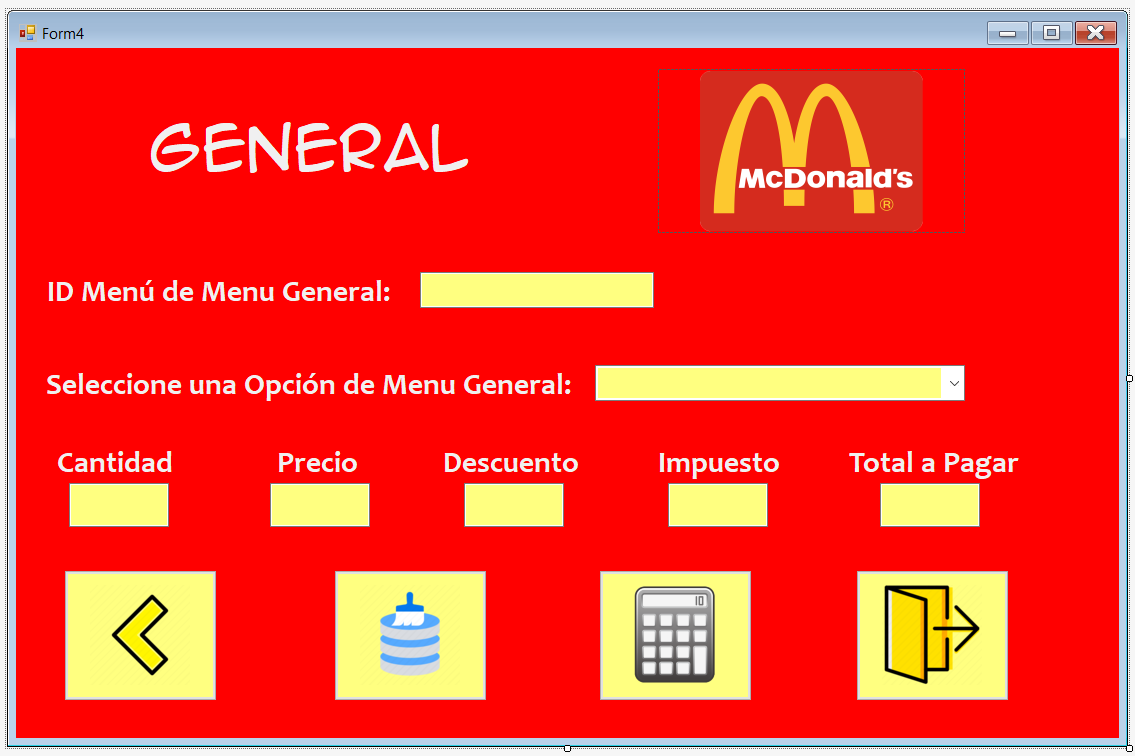 Form4
GENERAL
McDonald's
®
ID Menú de Menu General:
Seleccione una Opción de Menu General:
Cantidad Precio Descuento Impuesto Total a Pagar
10